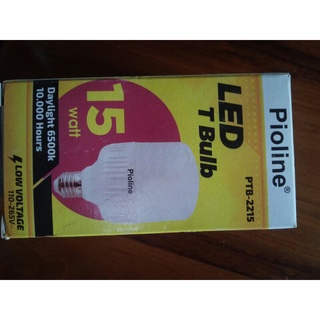 Pioline®
PTB-2215
LED
T Bulb
15
watt
Pioline
Daylight 6500k
10.000 Hours
LOW VOLTAGE
110-265V